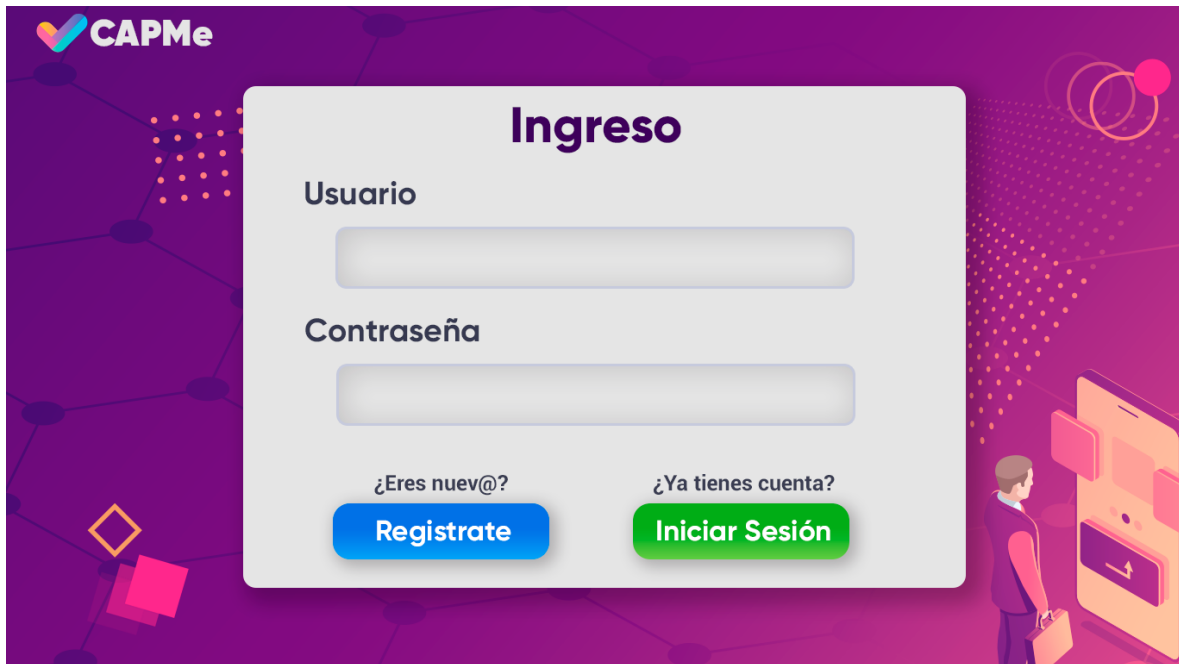 CAPMe
Ingreso
Usuario
Contraseña
¿Eres nuev@?
¿Ya tienes cuenta?
Registrate
Iniciar Sesión